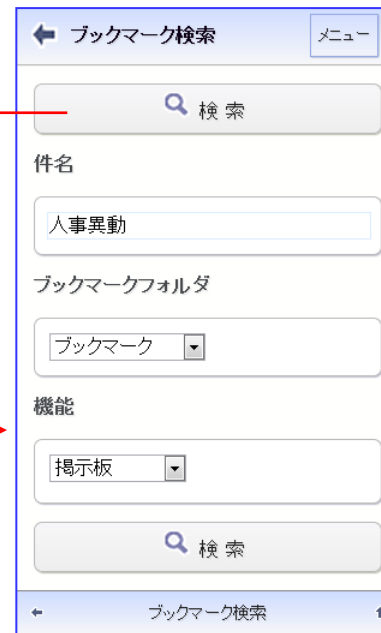 ブックマーク検索
メニュー
検 索
件名
人事異動
ブックマークフォルダ
ブックマーク
機能
掲示板
検 索
ブックマーク検索